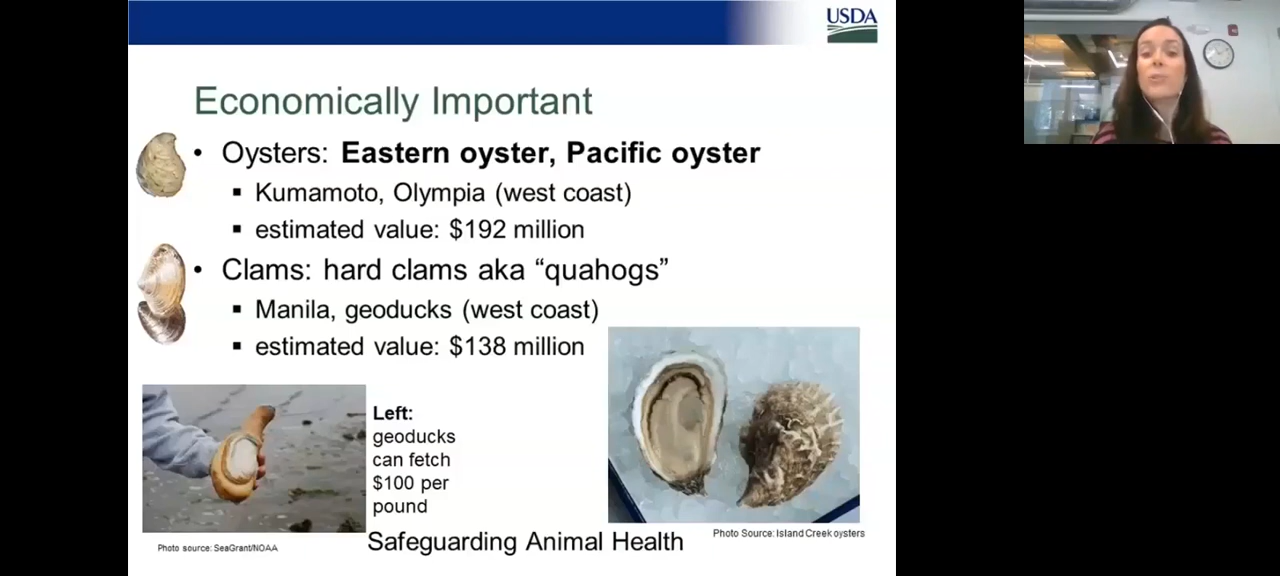 USDA
Economically Important
• Oysters: Eastern oyster, Pacific oyster
▪ Kumamoto, Olympia (west coast)
▪ estimated value: $192 million
• Clams: hard clams aka “quahogs”
▪ Manila, geoducks (west coast)
▪ estimated value: $138 million
Left:
geoducks
can fetch
$100 per
pound
Photo source: SeaGrant/NOAA
Safeguarding Animal Health
Photo Source: Island Creek oysters